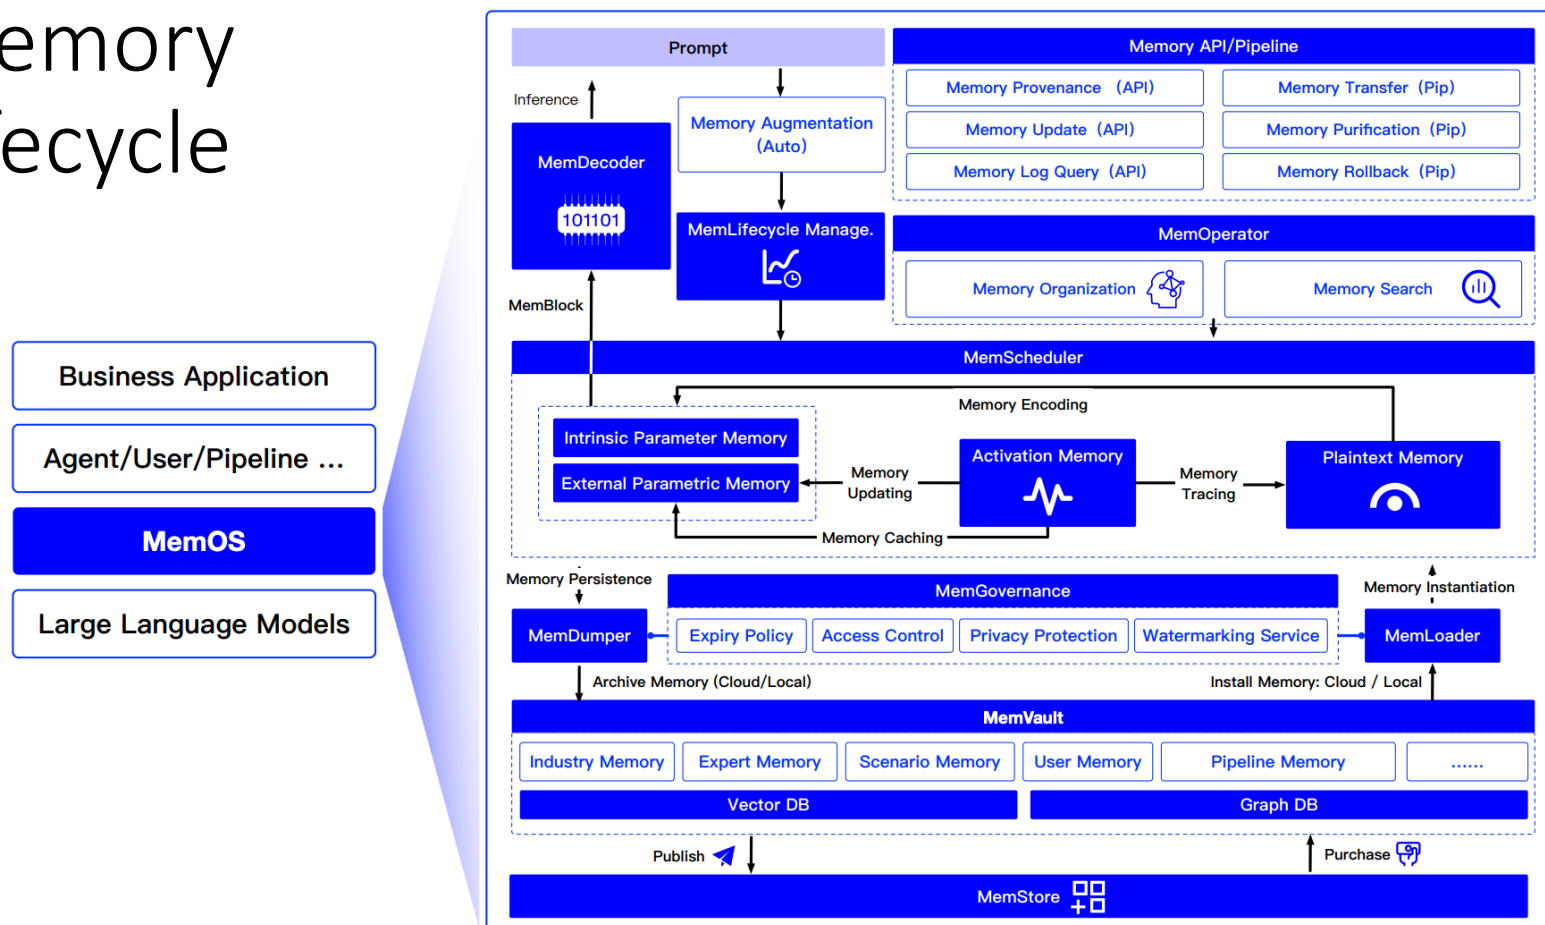 emory
ecycle
Business Application
Agent/User/Pipeline ...
MemOS
Large Language Models
Prompt
Inference
MemDecoder
101101
Memory Augmentation
(Auto)
MemLifecycle Manage.
MemBlock
Memory API/Pipeline
Memory Provenance （API)
Memory Transfer（Pip)
Memory Update（API)
Memory Purification（Pip)
Memory Log Query（API)
Memory Rollback（Pip)
MemOperator
Memory Organization
Memory Search
MemScheduler
Memory Encoding
Intrinsic Parameter Memory
External Parametric Memory
Memory
Updating
Activation Memory
Memory
Tracing
Plaintext Memory
Memory Caching
Memory Persistence
MemDumper
MemGovernance
Expiry Policy
Access Control
Privacy Protection
Watermarking Service
Memory Instantiation
MemLoader
Archive Memory (Cloud/Local)
Install Memory: Cloud / Local
MemVault
Industry Memory
Expert Memory
Scenario Memory
User Memory
Pipeline Memory
......
Vector DB
Graph DB
Publish
Purchase
MemStore